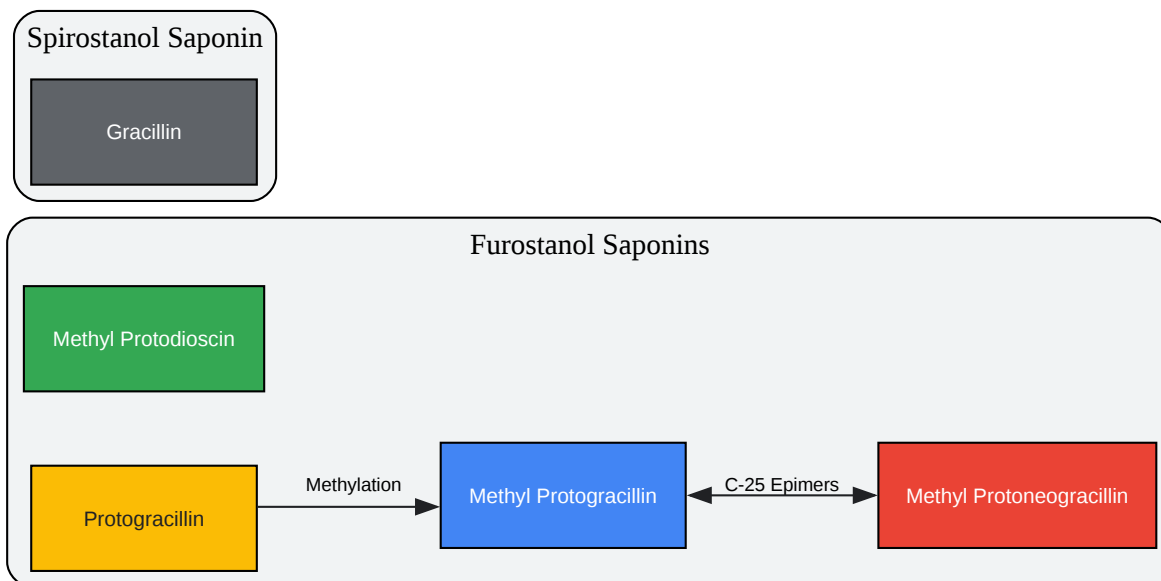 Spirostanol Saponin
Gracillin
Furostanol Saponins
Methyl Protodioscin
Protogracillin
Methylation
Methyl Protogracillin
C-25 Epimers
Methyl Protoneogracillin